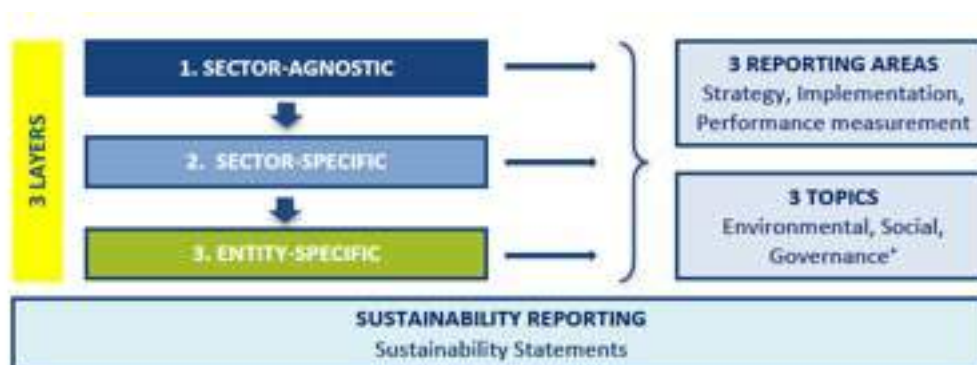 3 LAYERS
1. SECTOR-AGNOSTIC
2. SECTOR-SPECIFIC
3. ENTITY-SPECIFIC
3 REPORTING AREAS
Strategy, Implementation,
Performance measurement
3 TOPICS
Environmental, Social,
Governance⁺
SUSTAINABILITY REPORTING
Sustainability Statements